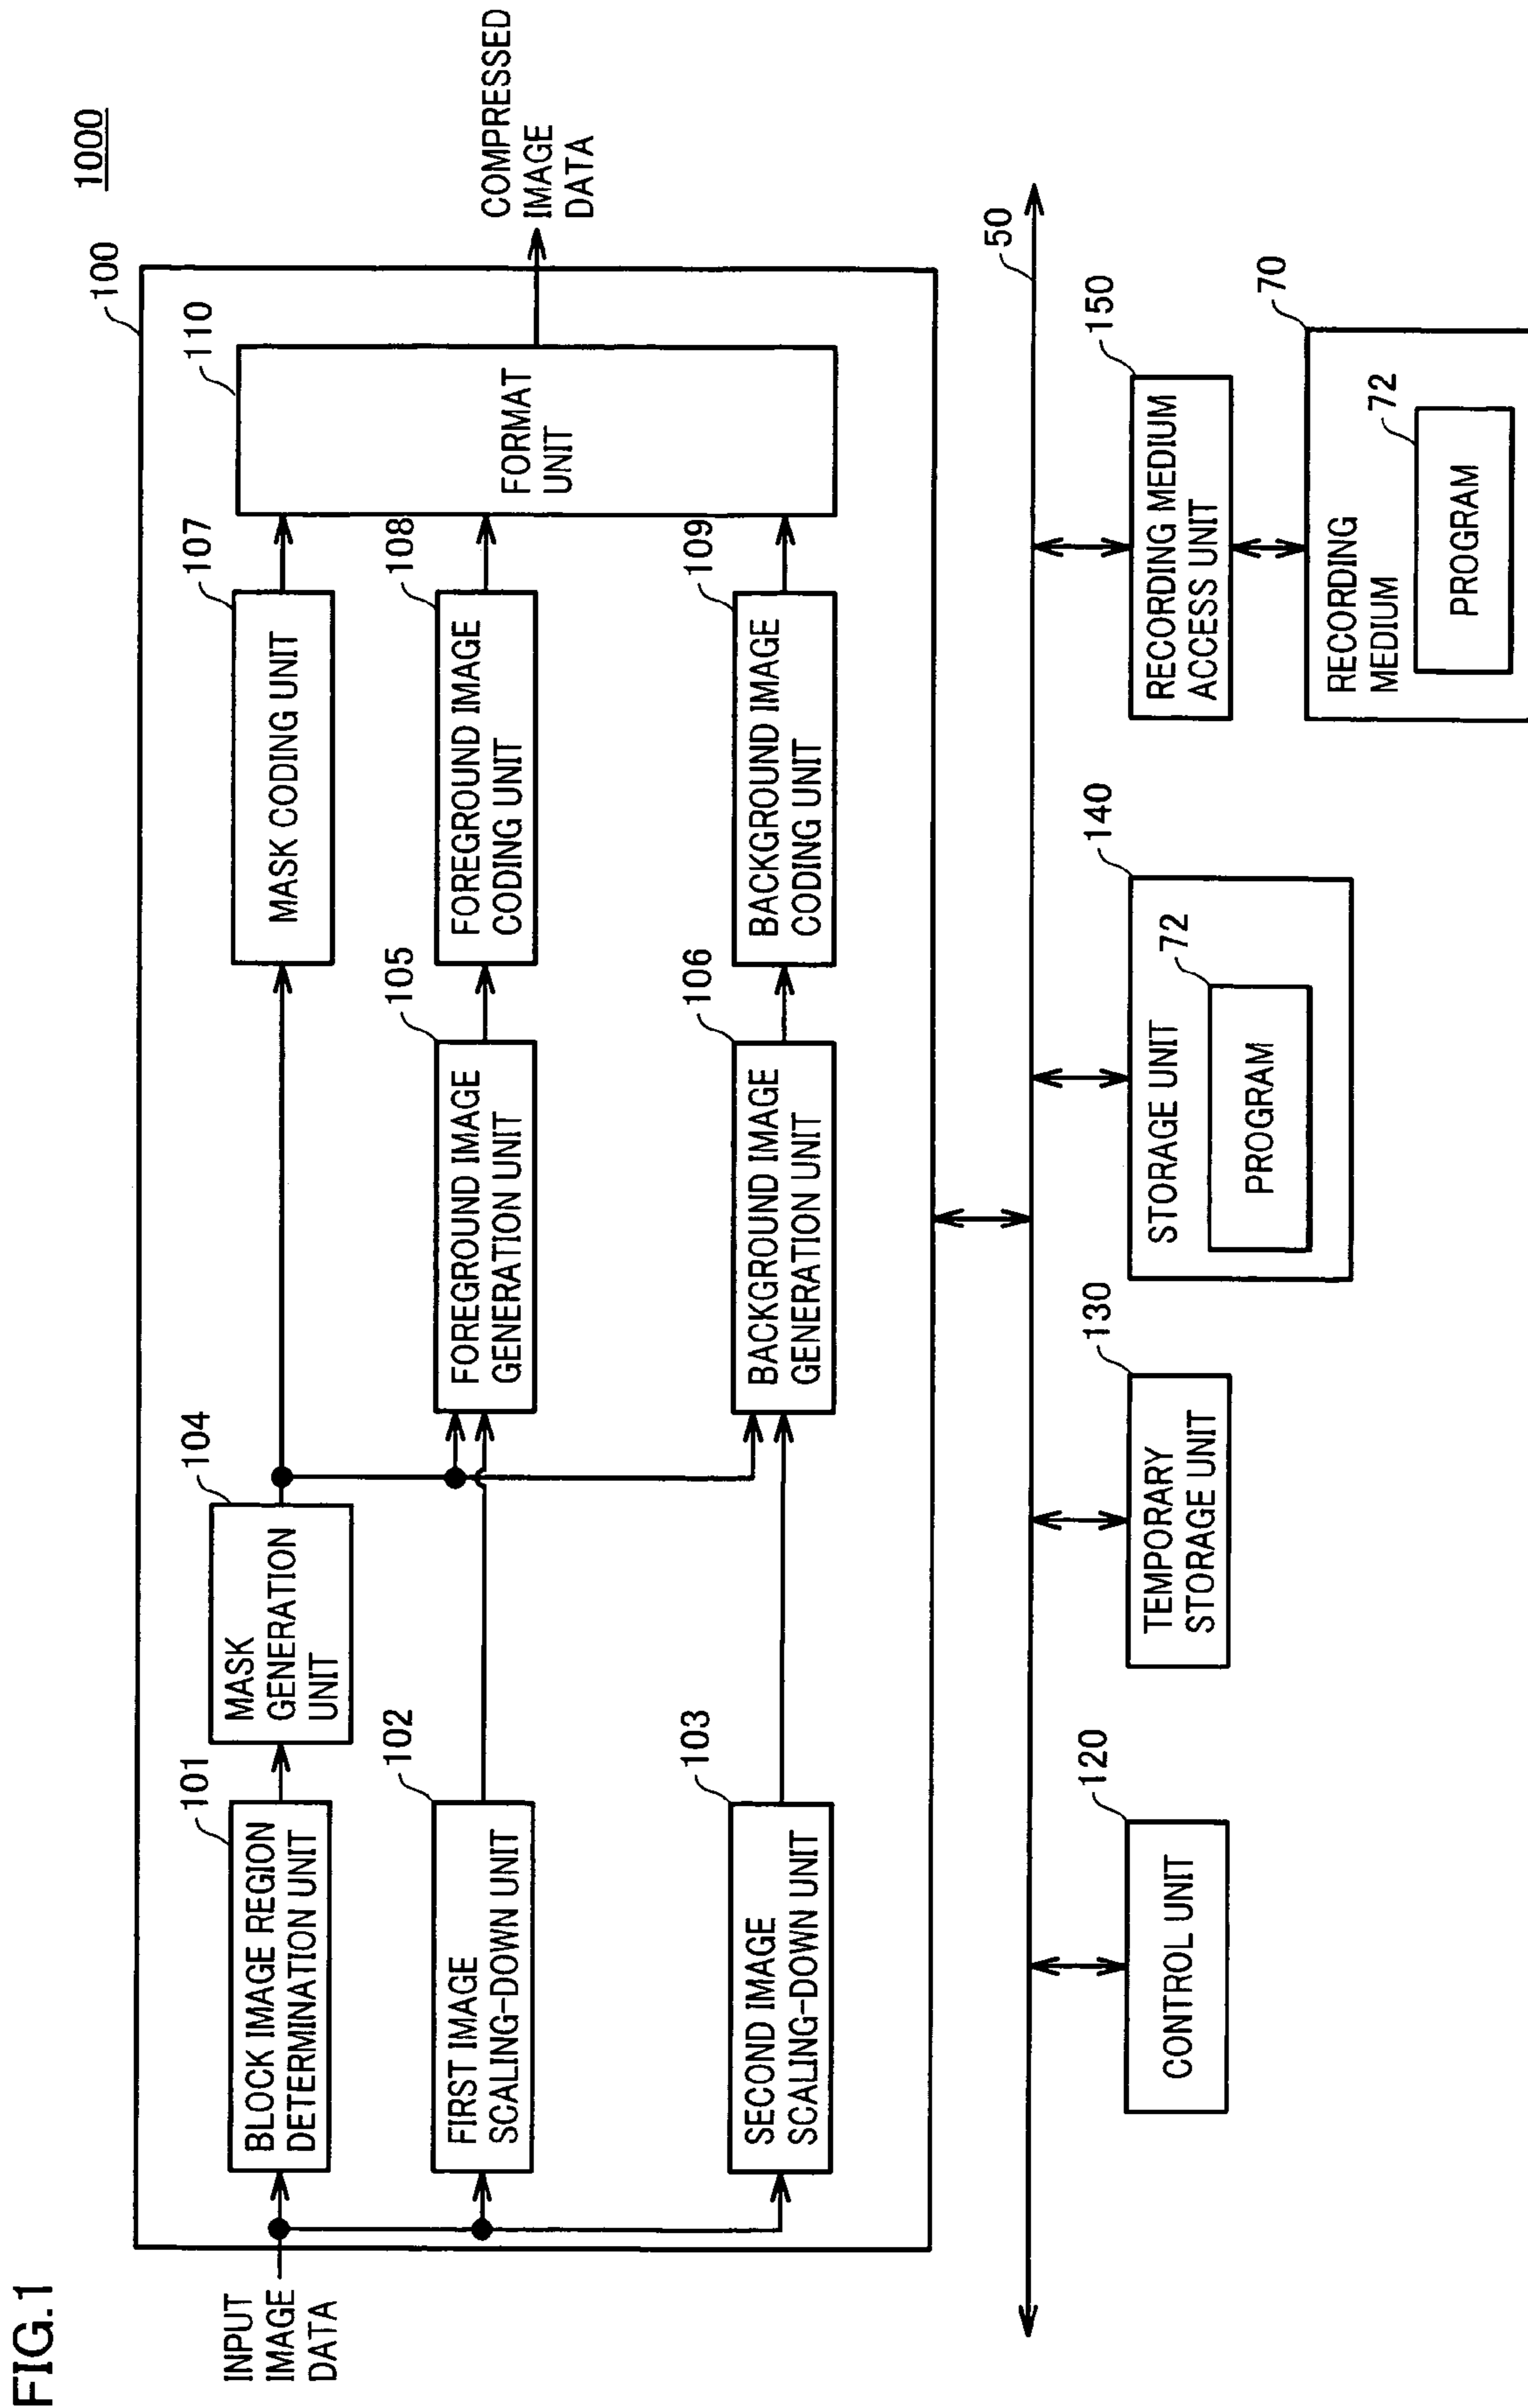 FIG.1
1000
100
INPUT
IMAGE
DATA
101
BLOCK IMAGE REGION
DETERMINATION UNIT
104
MASK
GENERATION
UNIT
107
MASK CODING UNIT
110
FORMAT
UNIT
COMPRESSED
IMAGE
DATA
102
FIRST IMAGE
SCALING-DOWN UNIT
105
FOREGROUND IMAGE
GENERATION UNIT
108
FOREGROUND IMAGE
CODING UNIT
103
SECOND IMAGE
SCALING-DOWN UNIT
106
BACKGROUND IMAGE
GENERATION UNIT
109
BACKGROUND IMAGE
CODING UNIT
50
120
CONTROL UNIT
130
TEMPORARY
STORAGE UNIT
140
STORAGE UNIT
72
PROGRAM
150
RECORDING MEDIUM
ACCESS UNIT
70
RECORDING
MEDIUM
72
PROGRAM